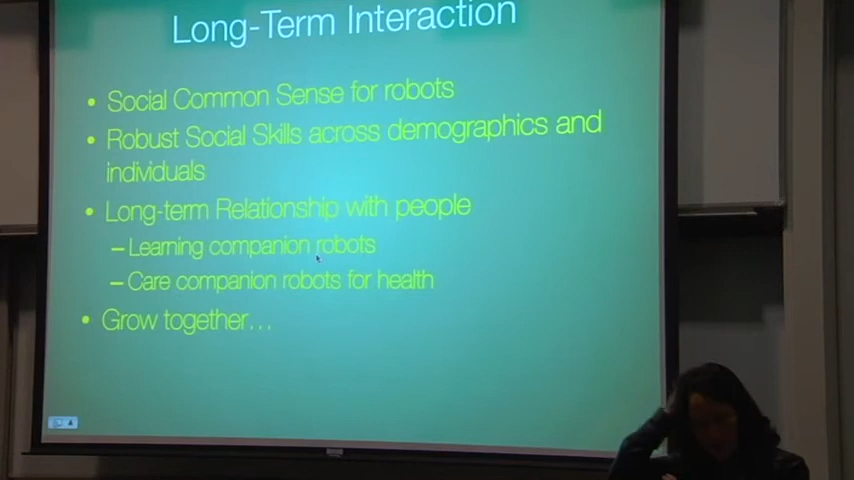 Long-Term Interaction
• Social Common Sense for robots
• Robust Social Skills across demographics and
individuals
• Long-term Relationship with people
– Learning companion robots
– Care companion robots for health
• Grow together...